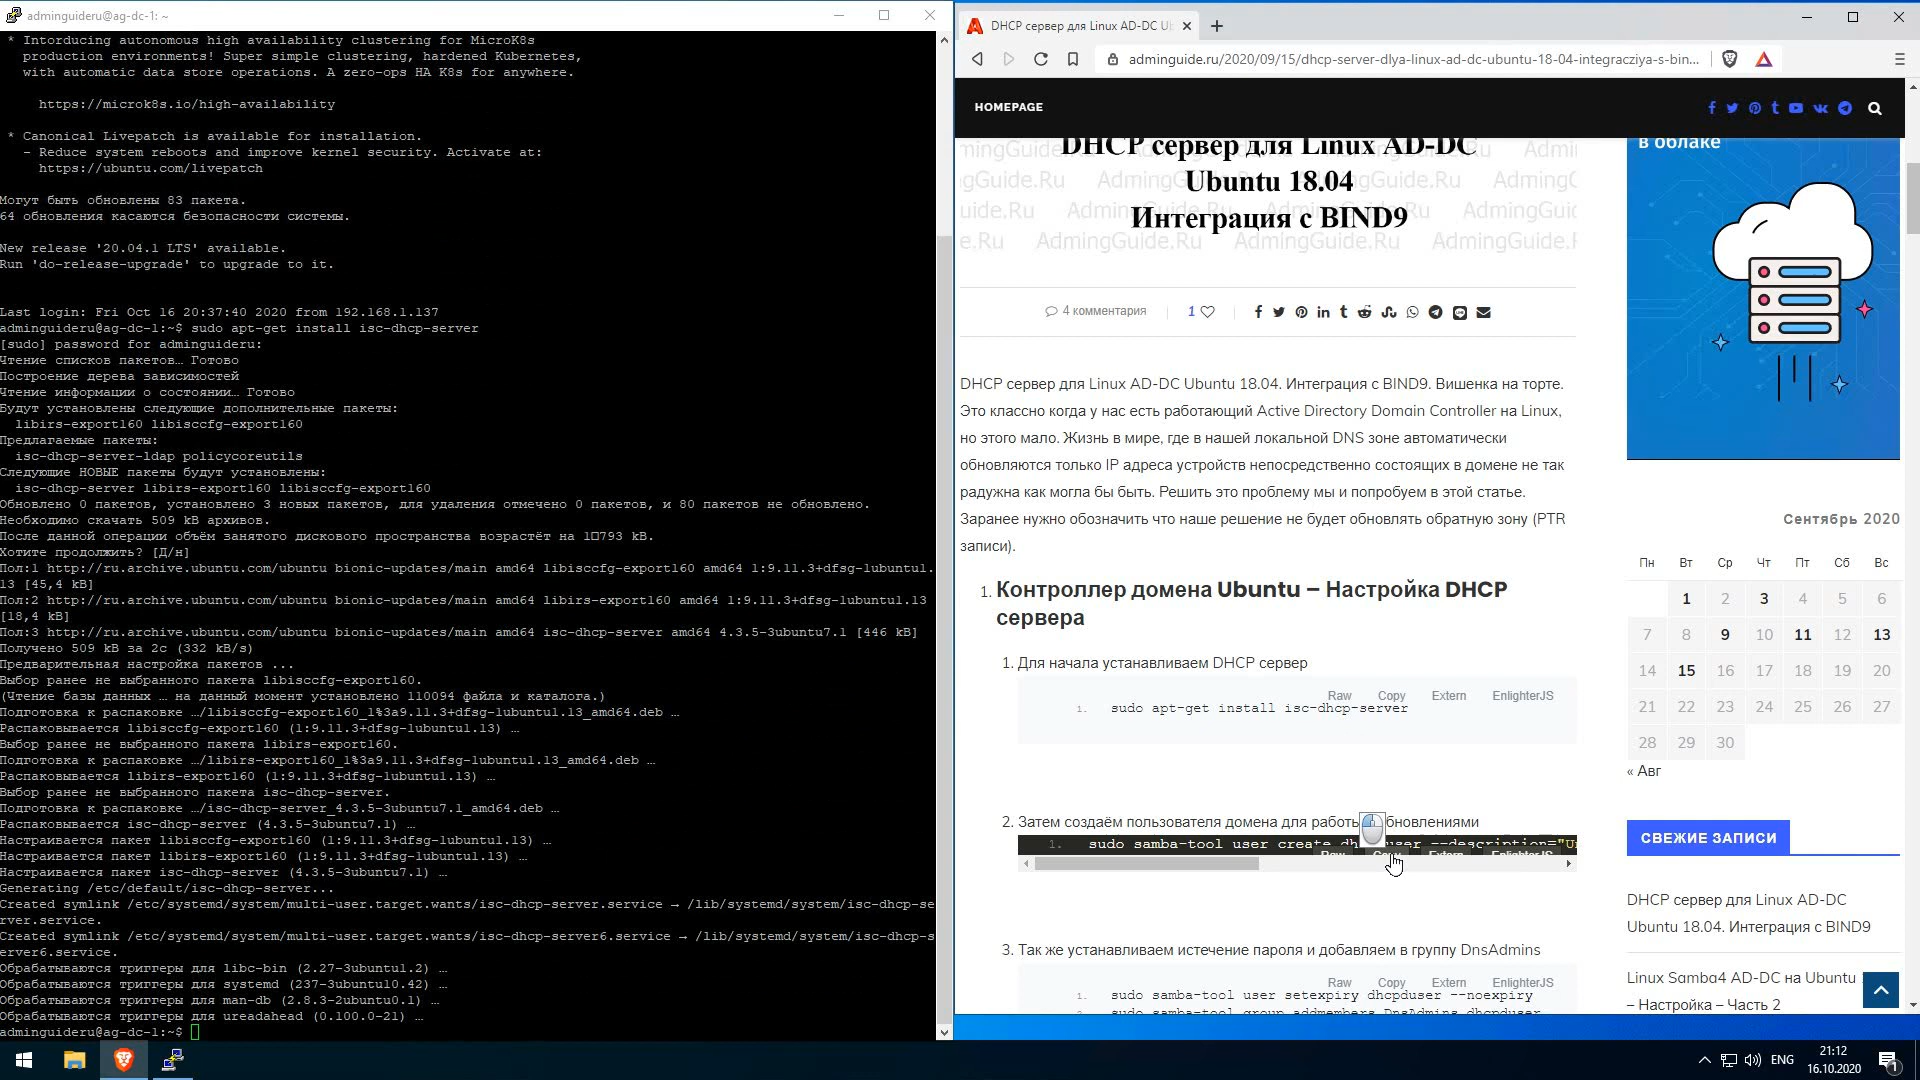 adminguideru@ag-dc-1: ~
* Intorducing autonomous high availability clustering for MicroK8s
production environments! Super simple clustering, hardened Kubernetes,
with automatic data store operations. A zero-ops HA K8s for anywhere.
https://microk8s.io/high-availability
* Canonical Livepatch is available for installation.
- Reduce system reboots and improve kernel security. Activate at:
https://ubuntu.com/livepatch
Могут быть обновлены 83 пакета.
64 обновления касаются безопасности системы.
New release '20.04.1 LTS' available.
Run 'do-release-upgrade' to upgrade to it.
Last login: Fri Oct 16 20:37:40 2020 from 192.168.1.137
adminguideru@ag-dc-1:~$ sudo apt-get install isc-dhcp-server
[sudo] password for adminguideru:
Чтение списков пакетов… Готово
Построение дерева зависимостей
Чтение информации о состоянии… Готово
Будут установлены следующие дополнительные пакеты:
libirs-export160 libisccfg-export160
Предлагаемые пакеты:
isc-dhcp-server-ldap policycoreutils
Следующие НОВЫЕ пакеты будут установлены:
isc-dhcp-server libirs-export160 libisccfg-export160
Обновлено 0 пакетов, установлено 3 новых пакетов, для удаления отмечено 0 пакетов, и 80 пакетов не обновлено.
Необходимо скачать 509 kB архивов.
После данной операции объём занятого дискового пространства возрастёт на 1 793 kB.
Хотите продолжить? [Д/н]
Пол:1 http://ru.archive.ubuntu.com/ubuntu bionic-updates/main amd64 libisccfg-export160 amd64 1:9.11.3+dfsg-1ubuntu1.
13 [45,4 kB]
Пол:2 http://ru.archive.ubuntu.com/ubuntu bionic-updates/main amd64 libirs-export160 amd64 1:9.11.3+dfsg-1ubuntu1.13
[18,4 kB]
Пол:3 http://ru.archive.ubuntu.com/ubuntu bionic-updates/main amd64 isc-dhcp-server amd64 4.3.5-3ubuntu7.1 [446 kB]
Получено 509 kB за 2с (332 kB/s)
Предварительная настройка пакетов ...
Выбор ранее не выбранного пакета libisccfg-export160.
(Чтение базы данных … на данный момент установлено 110094 файла и каталога.)
Подготовка к распаковке …/libisccfg-export160_1%3a9.11.3+dfsg-1ubuntu1.13_amd64.deb …
Распаковывается libisccfg-export160 (1:9.11.3+dfsg-1ubuntu1.13) …
Выбор ранее не выбранного пакета libirs-export160.
Подготовка к распаковке …/libirs-export160_1%3a9.11.3+dfsg-1ubuntu1.13_amd64.deb …
Распаковывается libirs-export160 (1:9.11.3+dfsg-1ubuntu1.13) …
Выбор ранее не выбранного пакета isc-dhcp-server.
Подготовка к распаковке …/isc-dhcp-server_4.3.5-3ubuntu7.1_amd64.deb …
Распаковывается isc-dhcp-server (4.3.5-3ubuntu7.1) …
Настраивается пакет libisccfg-export160 (1:9.11.3+dfsg-1ubuntu1.13) …
Настраивается пакет libirs-export160 (1:9.11.3+dfsg-1ubuntu1.13) …
Настраивается пакет isc-dhcp-server (4.3.5-3ubuntu7.1) …
Generating /etc/default/isc-dhcp-server...
Created symlink /etc/systemd/system/multi-user.target.wants/isc-dhcp-server.service → /lib/systemd/system/isc-dhcp-se
rver.service.
Created symlink /etc/systemd/system/multi-user.target.wants/isc-dhcp-server6.service → /lib/systemd/system/isc-dhcp-s
erver6.service.
Обрабатываются триггеры для libc-bin (2.27-3ubuntu1.2) …
Обрабатываются триггеры для systemd (237-3ubuntu10.42) …
Обрабатываются триггеры для man-db (2.8.3-2ubuntu0.1) …
Обрабатываются триггеры для ureadahead (0.100.0-21) …
adminguideru@ag-dc-1:~$
DHCP сервер для Linux AD-DC U
adminguide.ru/2020/09/15/dhcp-server-dlya-linux-ad-dc-ubuntu-18-04-integracziya-s-bin...
HOMEPAGE
DHCP сервер для Linux AD-DC
Ubuntu 18.04
Интеграция с BIND9
4 комментария
1
DHCP сервер для Linux AD-DC Ubuntu 18.04. Интеграция с BIND9. Вишенка на торте.
Это классно когда у нас есть работающий Active Directory Domain Controller на Linux,
но этого мало. Жизнь в мире, где в нашей локальной DNS зоне автоматически
обновляются только IP адреса устройств непосредственно состоящих в домене не так
радужна как могла бы быть. Решить это проблему мы и попробуем в этой статье.
Заранее нужно обозначить что наше решение не будет обновлять обратную зону (PTR
записи).
1. Контроллер домена Ubuntu – Настройка DHCP
сервера
1. Для начала устанавливаем DHCP сервер
Raw Copy Extern EnlighterJS
1. sudo apt-get install isc-dhcp-server
2. Затем создаём пользователя домена для работы бновлениями
1. sudo samba-tool user create dh user --description="U
Raw Copy Extern EnlighterJS
3. Так же устанавливаем истечение пароля и добавляем в группу DnsAdmins
Raw Copy Extern EnlighterJS
1. sudo samba-tool user setexpiry dhcpduser --noexpiry
sudo samba-tool group addmembers DnsAdmins dhcpduser
в облаке
Сентябрь 2020
Пн Вт Ср Чт Пт Сб Вс
1 2 3 4 5 6
7 8 9 10 11 12 13
14 15 16 17 18 19 20
21 22 23 24 25 26 27
28 29 30
« Авг
СВЕЖИЕ ЗАПИСИ
DHCP сервер для Linux AD-DC
Ubuntu 18.04. Интеграция с BIND9
Linux Samba4 AD-DC на Ubuntu
– Настройка – Часть 2
ENG
21:12
16.10.2020
1